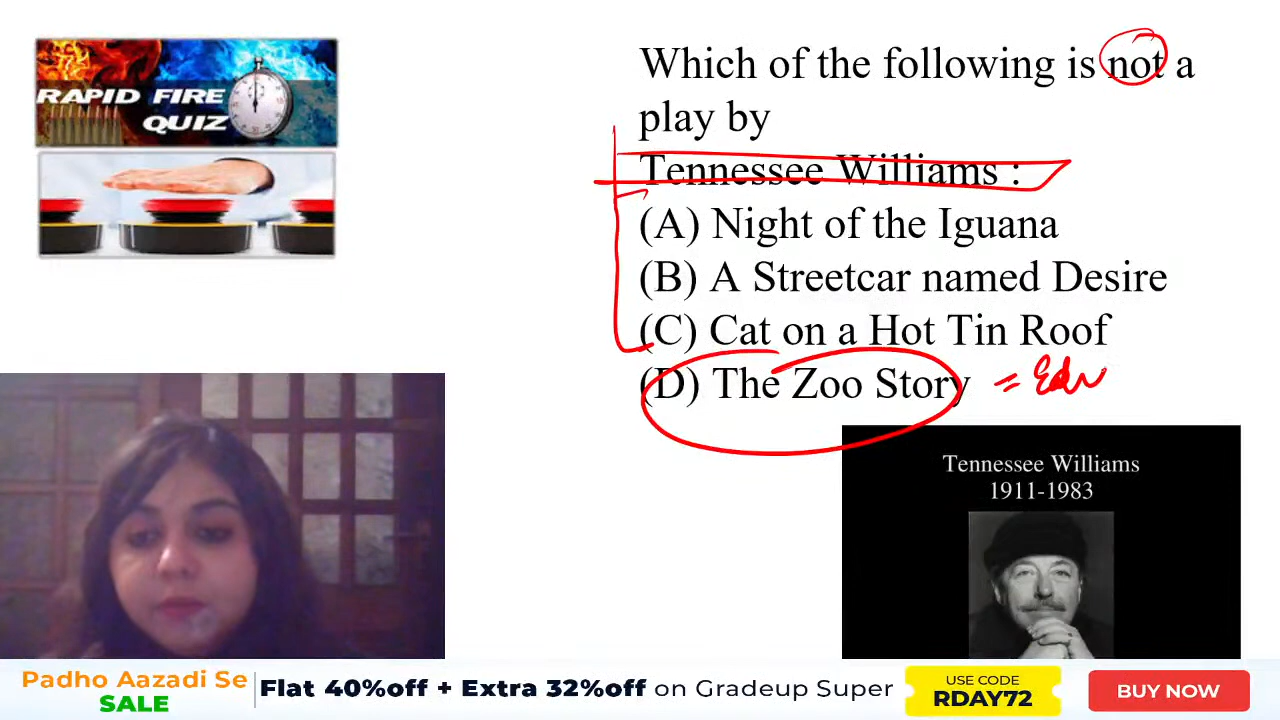 RAPID FIRE
QUIZ
Which of the following is not a
play by
Tennessee Williams :
(A) Night of the Iguana
(B) A Streetcar named Desire
(C) Cat on a Hot Tin Roof
(D) The Zoo Story = Edw
Tennessee Williams
1911-1983
Padho Aazadi Se
SALE
Flat 40%off + Extra 32%off on Gradeup Super
USE CODE
RDAY72
BUY NOW